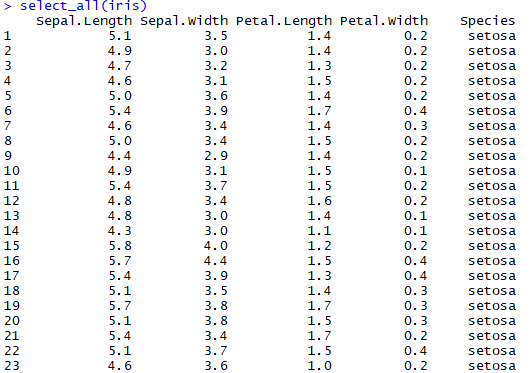 > select_all(iris)
Sepal.Length Sepal.Width Petal.Length Petal.Width Species
1 5.1 3.5 1.4 0.2 setosa
2 4.9 3.0 1.4 0.2 setosa
3 4.7 3.2 1.3 0.2 setosa
4 4.6 3.1 1.5 0.2 setosa
5 5.0 3.6 1.4 0.2 setosa
6 5.4 3.9 1.7 0.4 setosa
7 4.6 3.4 1.4 0.3 setosa
8 5.0 3.4 1.5 0.2 setosa
9 4.4 2.9 1.4 0.2 setosa
10 4.9 3.1 1.5 0.1 setosa
11 5.4 3.7 1.5 0.2 setosa
12 4.8 3.4 1.6 0.2 setosa
13 4.8 3.0 1.4 0.1 setosa
14 4.3 3.0 1.1 0.1 setosa
15 5.8 4.0 1.2 0.2 setosa
16 5.7 4.4 1.5 0.4 setosa
17 5.4 3.9 1.3 0.4 setosa
18 5.1 3.5 1.4 0.3 setosa
19 5.7 3.8 1.7 0.3 setosa
20 5.1 3.8 1.5 0.3 setosa
21 5.4 3.4 1.7 0.2 setosa
22 5.1 3.7 1.5 0.4 setosa
23 4.6 3.6 1.0 0.2 setosa